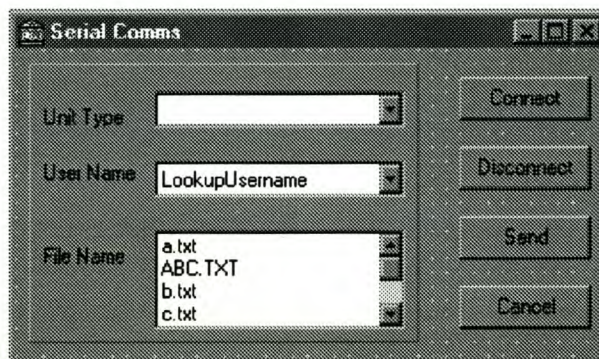 Serial Comms
Unit Type
Connect
User Name
LookupUsername
Disconnect
File Name
a.txt
ABC.TXT
b.txt
c.txt
Send
Cancel